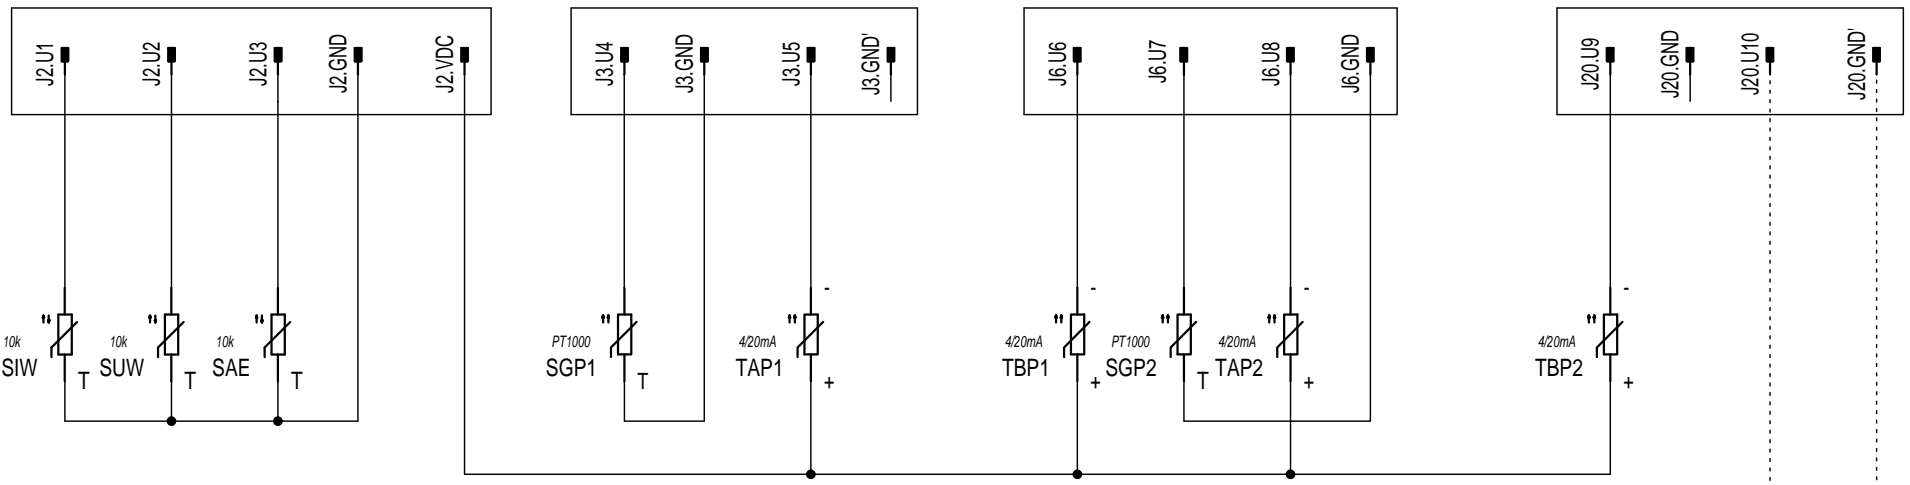 J2.U1
J2.U2
J2.U3
J2.GND
J2.VDC
J3.U4
J3.GND
J3.U5
J3.GND'
J6.U6
J6.U7
J6.U8
J6.GND
J20.U9
J20.GND
J20.U10
J20.GND'
10k
SIW
T
10k
SUW
T
10k
SAE
T
PT1000
SGP1
T
-
4/20mA
TAP1
+
-
4/20mA
TBP1
+
PT1000
SGP2
T
-
4/20mA
TAP2
+
-
4/20mA
TBP2
+